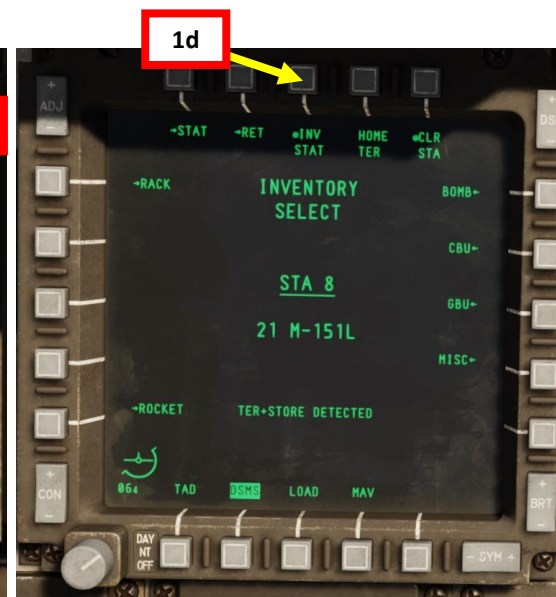 1d
ADJ
DSP
→STAT →RET ●INV STAT HOME TER ●CLR STA
→RACK
INVENTORY
SELECT
BOMB←
CBU←
STA 8
GBU←
21 M-151L
MISC←
→ROCKET
TER+STORE DETECTED
064
TAD DSMS LOAD MAV
CON
BRT
DAY
NT
OFF
- SYM +